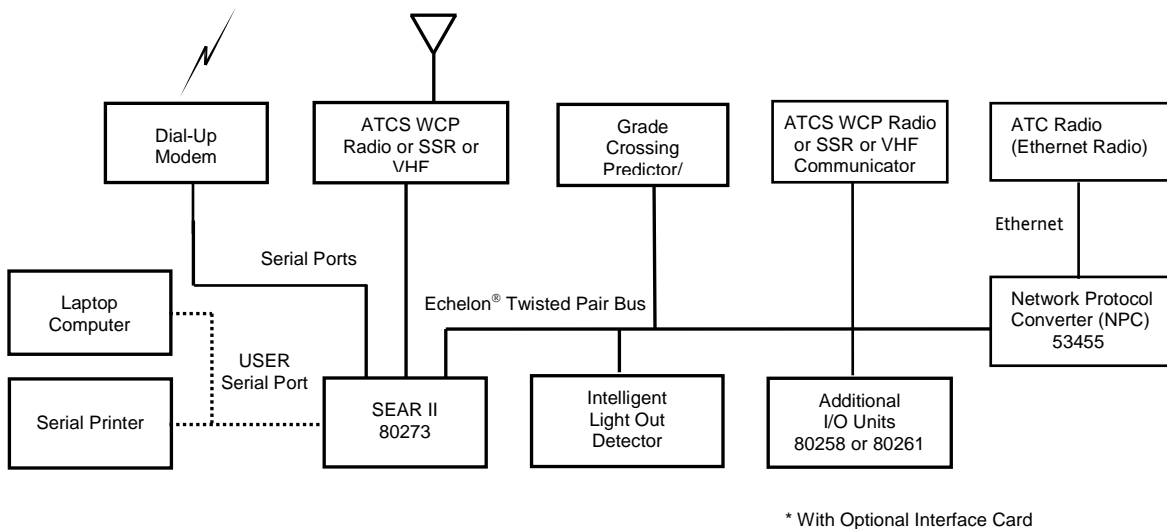 Dial-Up
Modem
ATCS WCP
Radio or SSR or
VHF
Grade
Crossing
Predictor/
ATCS WCP Radio
or SSR or VHF
Communicator
ATC Radio
(Ethernet Radio)
Ethernet
Serial Ports
Echelon® Twisted Pair Bus
Laptop
Computer
Network Protocol
Converter (NPC)
53455
USER
Serial Port
Serial Printer
SEAR II
80273
Intelligent
Light Out
Detector
Additional
I/O Units
80258 or 80261
* With Optional Interface Card